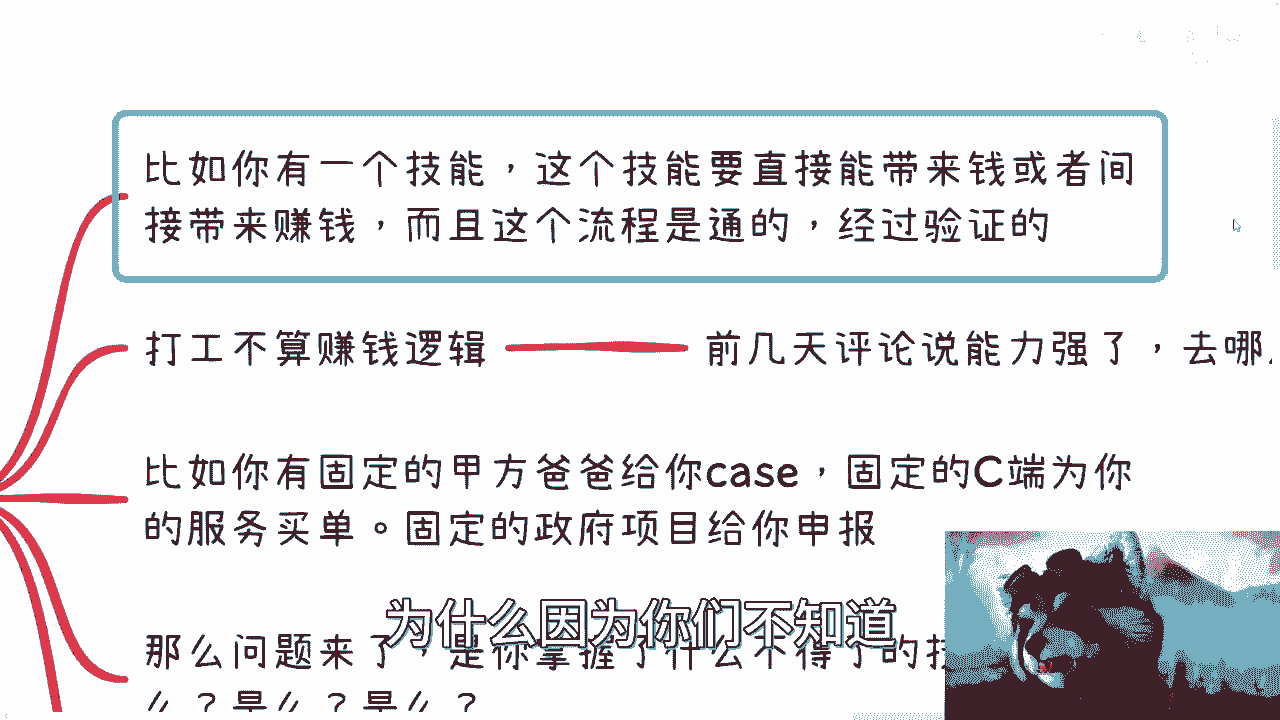 比如你有一个技能，这个技能要直接能带来钱或者间
接带来赚钱，而且这个流程是通的，经过验证的
打工不算赚钱逻辑
前几天评论说能力强了，去哪
比如你有固定的甲方爸爸给你case，固定的C端为你
的服务买单。固定的政府项目给你申报
为什么因为你们不知道
那么问题来了，是你掌握了什么不得了的技
么？是么？是么？